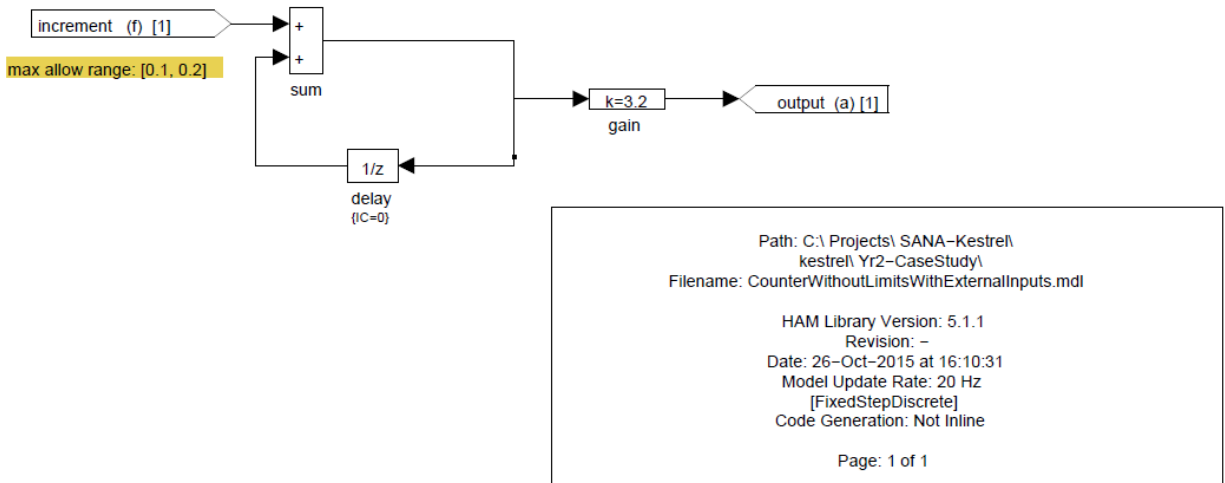 increment (f) [1]
max allow range: [0.1, 0.2]
+
+
sum
k=3.2
gain
output (a) [1]
1/z
delay
{IC=0}
Path: C:\ Projects\ SANA−Kestrel\
kestrel\ Yr2−CaseStudy\
Filename: CounterWithoutLimitsWithExternalInputs.mdl
HAM Library Version: 5.1.1
Revision: −
Date: 26−Oct−2015 at 16:10:31
Model Update Rate: 20 Hz
[FixedStepDiscrete]
Code Generation: Not Inline
Page: 1 of 1